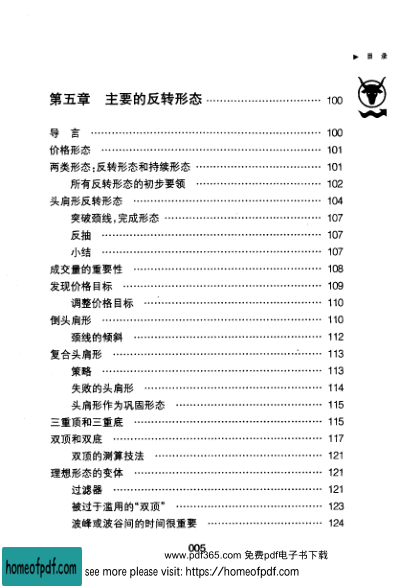 ▶ 目 录
第五章 主要的反转形态 …………………… 100
导 言 …………………… 100
价格形态 …………………… 101
两类形态:反转形态和持续形态 …………………… 101
所有反转形态的初步要领 …………………… 102
头肩形反转形态 …………………… 104
突破颈线,完成形态 …………………… 107
反抽 …………………… 107
小结 …………………… 107
成交量的重要性 …………………… 108
发现价格目标 …………………… 109
调整价格目标 …………………… 110
倒头肩形 …………………… 110
颈线的倾斜 …………………… 112
复合头肩形 …………………… 113
策略 …………………… 113
失败的头肩形 …………………… 114
头肩形作为巩固形态 …………………… 115
三重顶和三重底 …………………… 115
双顶和双底 …………………… 117
双顶的测算技法 …………………… 121
理想形态的变体 …………………… 121
过滤器 …………………… 121
被过于滥用的“双顶” …………………… 123
波峰或波谷间的时间很重要 …………………… 124
005
www.pdf365.com 免费pdf电子书下载
homeofpdf.com
see more please visit: https://homeofpdf.com